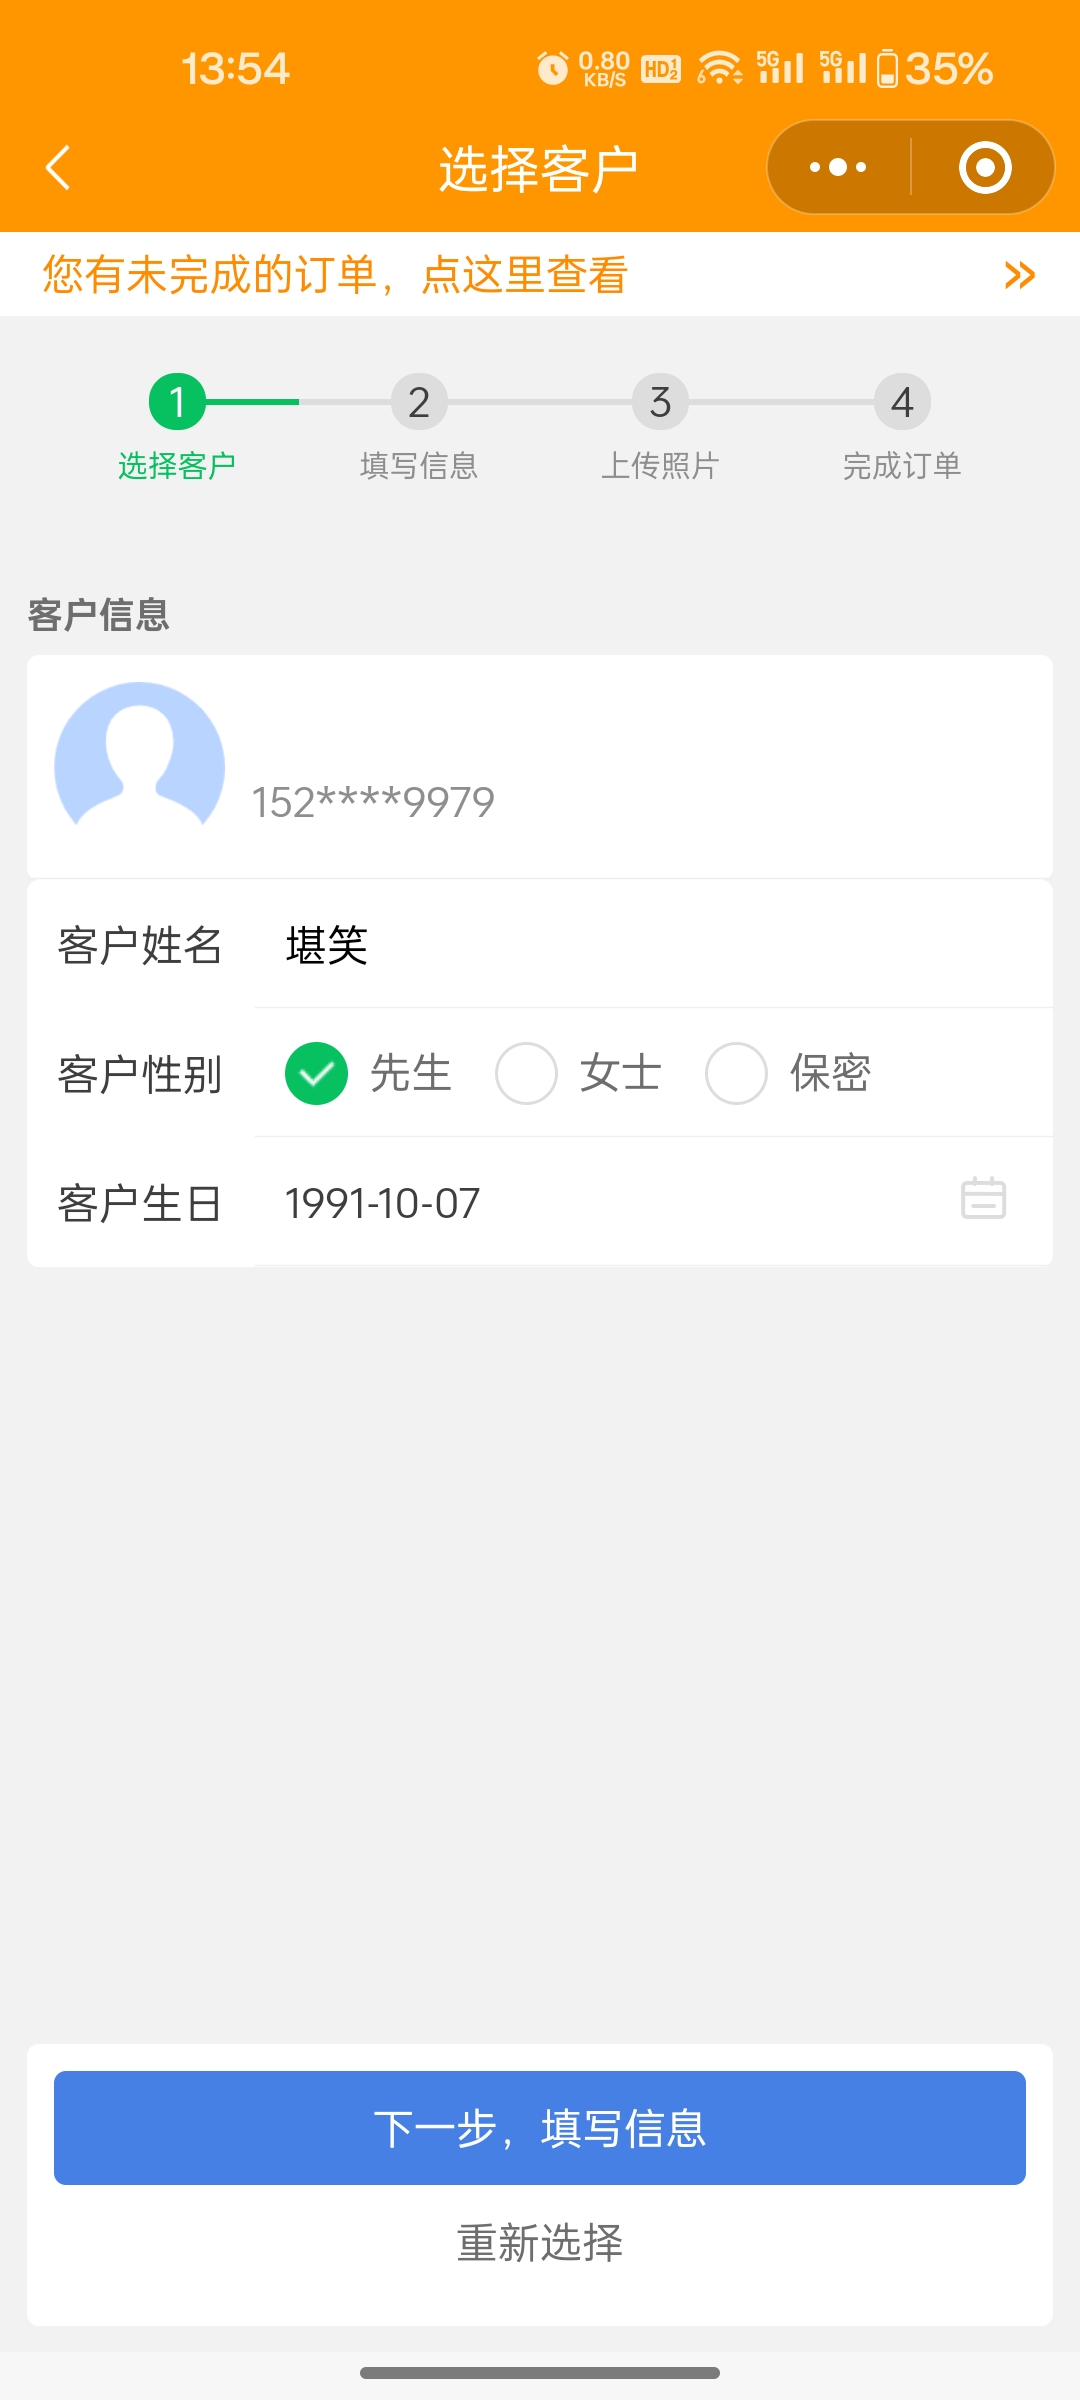 13:54 0.80 KB/S HD 1 2 6 5G 5G 35%
选择客户
您有未完成的订单，点这里查看
1 2 3 4
选择客户 填写信息 上传照片 完成订单
客户信息
152****9979
客户姓名 堪笑
客户性别 先生 女士 保密
客户生日 1991-10-07
下一步，填写信息
重新选择